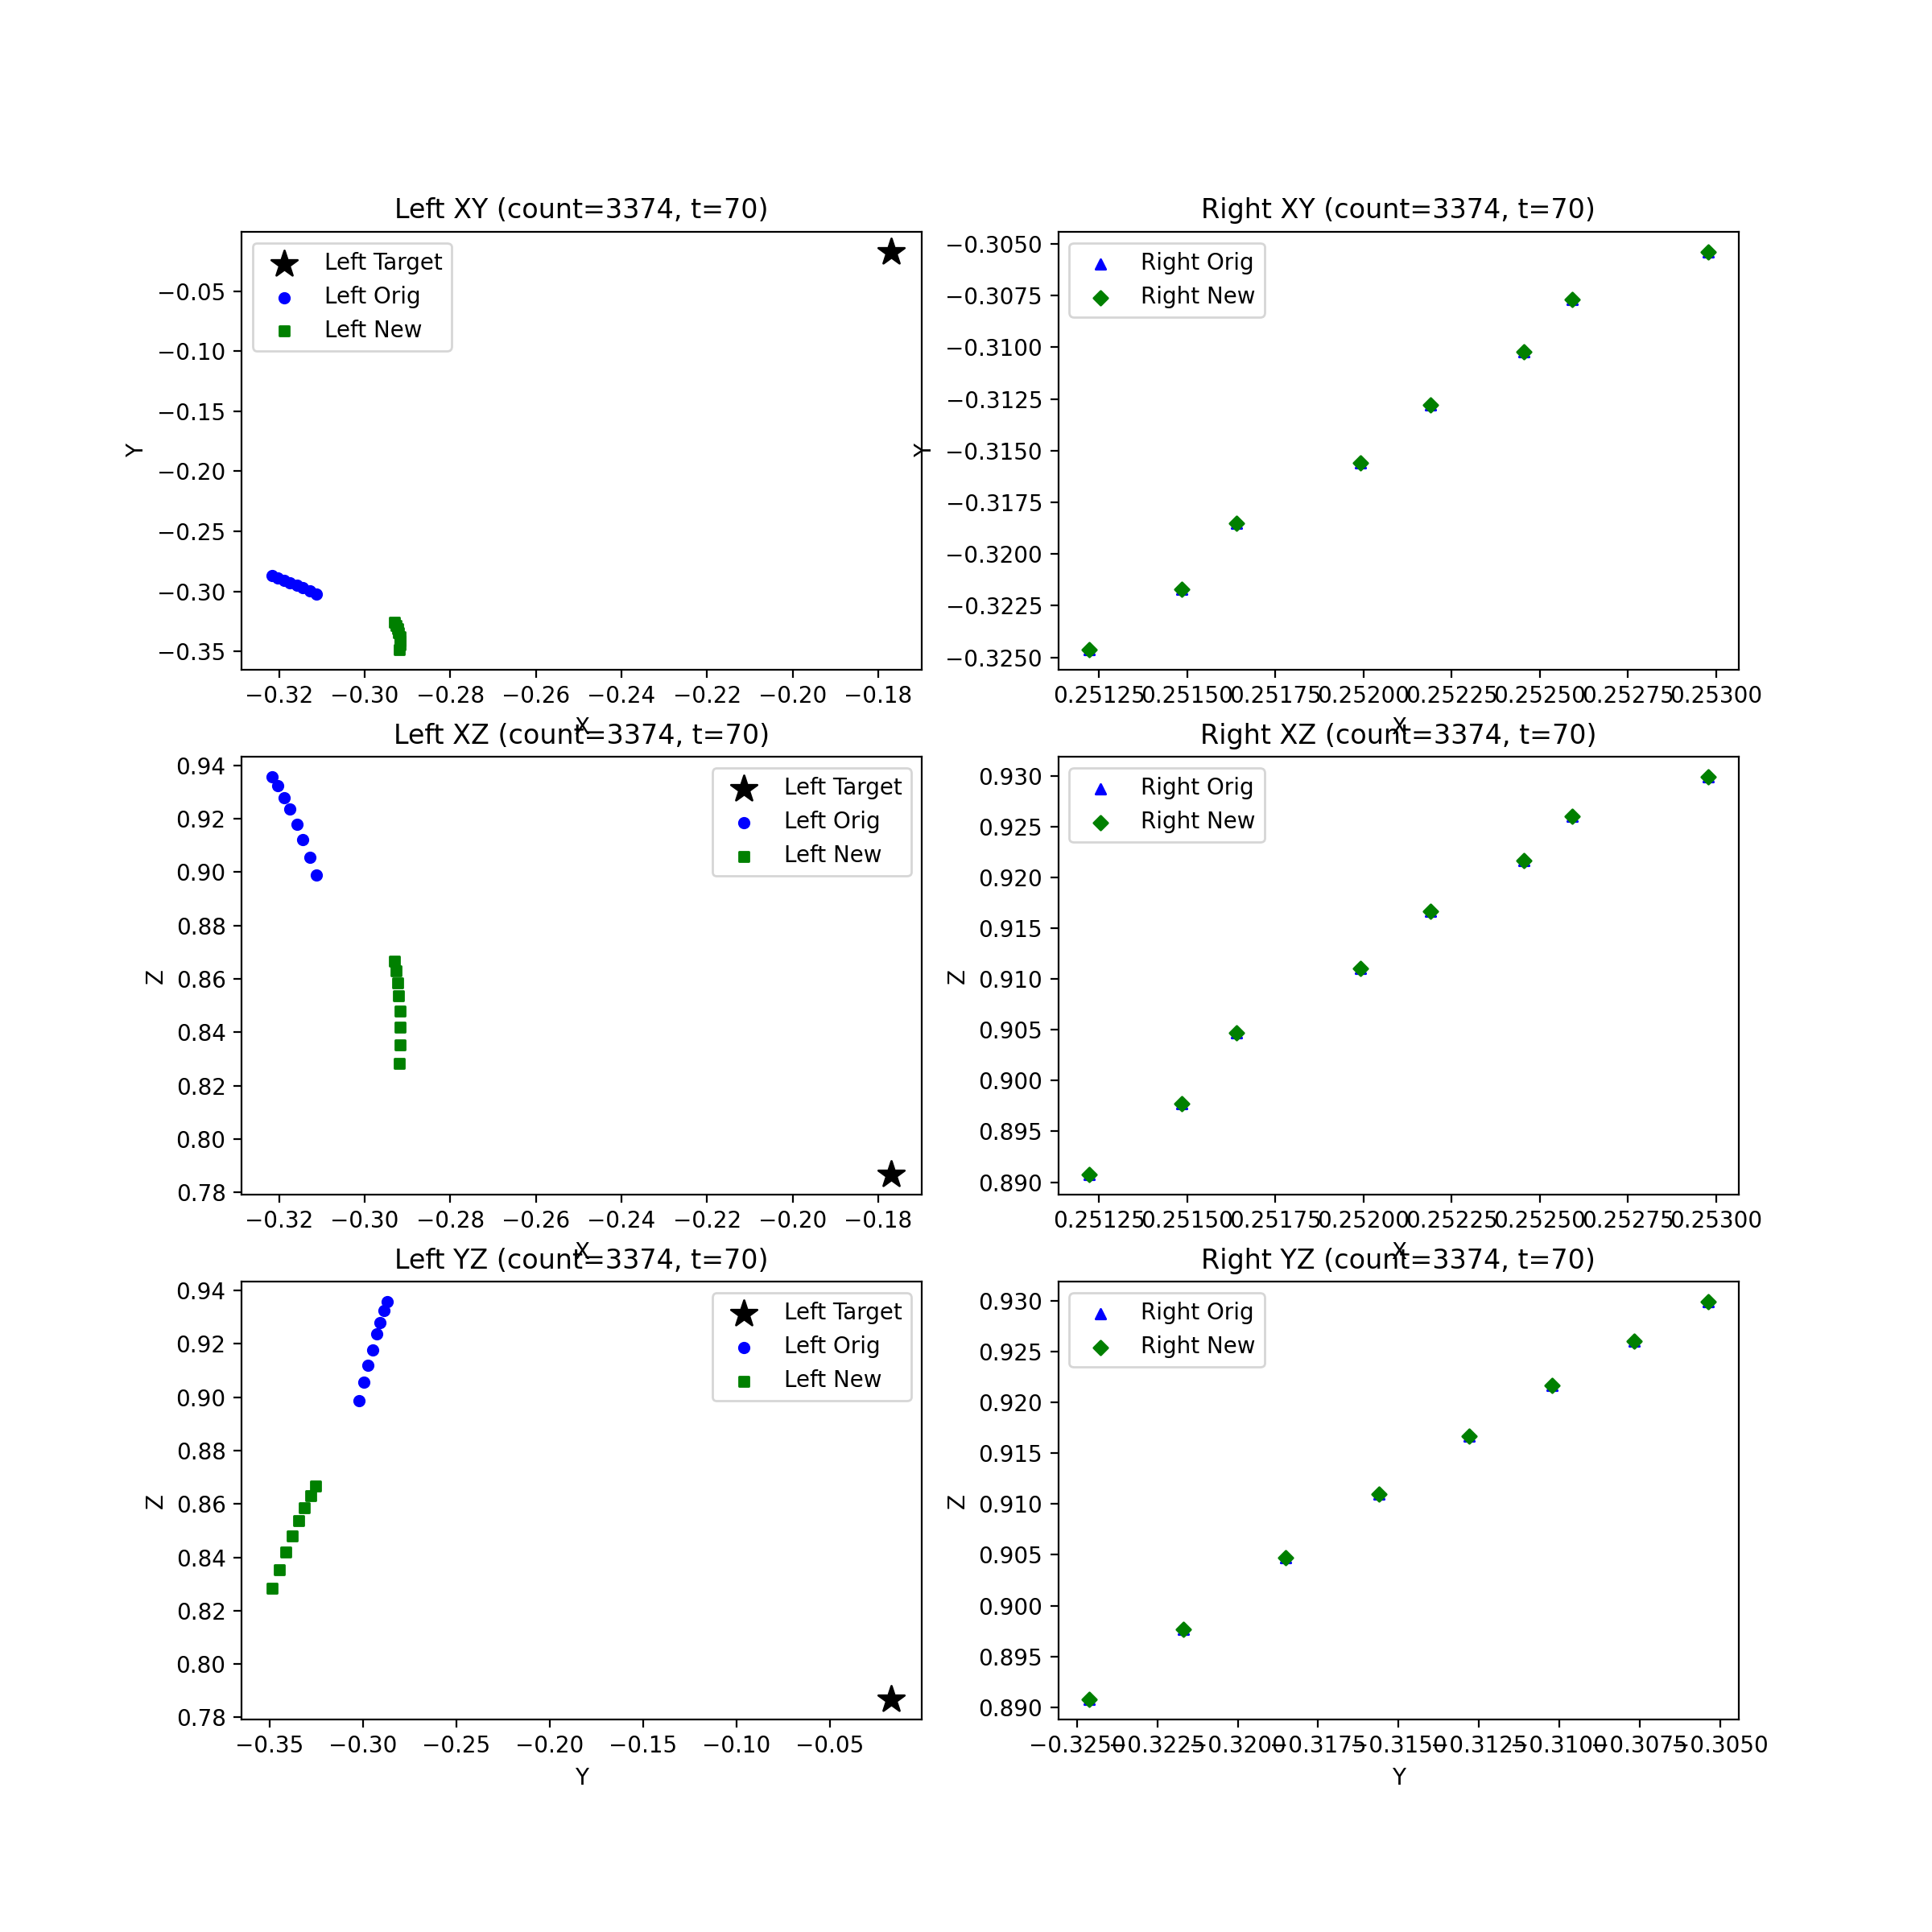 Left XY (count=3374, t=70)
Left Target
Left Orig
Left New
−0.05
−0.10
−0.15
−0.20
−0.25
−0.30
−0.35
Y
−0.32 −0.30 −0.28 −0.26 −0.24 −0.22 −0.20 −0.18
X
Right XY (count=3374, t=70)
Right Orig
Right New
−0.3050
−0.3075
−0.3100
−0.3125
−0.3150
−0.3175
−0.3200
−0.3225
−0.3250
Y
0.25125 0.25150 0.25175 0.25200 0.25225 0.25250 0.25275 0.25300
X
Left XZ (count=3374, t=70)
Left Target
Left Orig
Left New
0.94
0.92
0.90
0.88
0.86
0.84
0.82
0.80
0.78
Z
−0.32 −0.30 −0.28 −0.26 −0.24 −0.22 −0.20 −0.18
X
Right XZ (count=3374, t=70)
Right Orig
Right New
0.930
0.925
0.920
0.915
0.910
0.905
0.900
0.895
0.890
Z
0.25125 0.25150 0.25175 0.25200 0.25225 0.25250 0.25275 0.25300
X
Left YZ (count=3374, t=70)
Left Target
Left Orig
Left New
0.94
0.92
0.90
0.88
0.86
0.84
0.82
0.80
0.78
Z
−0.35 −0.30 −0.25 −0.20 −0.15 −0.10 −0.05
Y
Right YZ (count=3374, t=70)
Right Orig
Right New
0.930
0.925
0.920
0.915
0.910
0.905
0.900
0.895
0.890
Z
−0.3250 −0.3225 −0.3200 −0.3175 −0.3150 −0.3125 −0.3100 −0.3075 −0.3050
Y